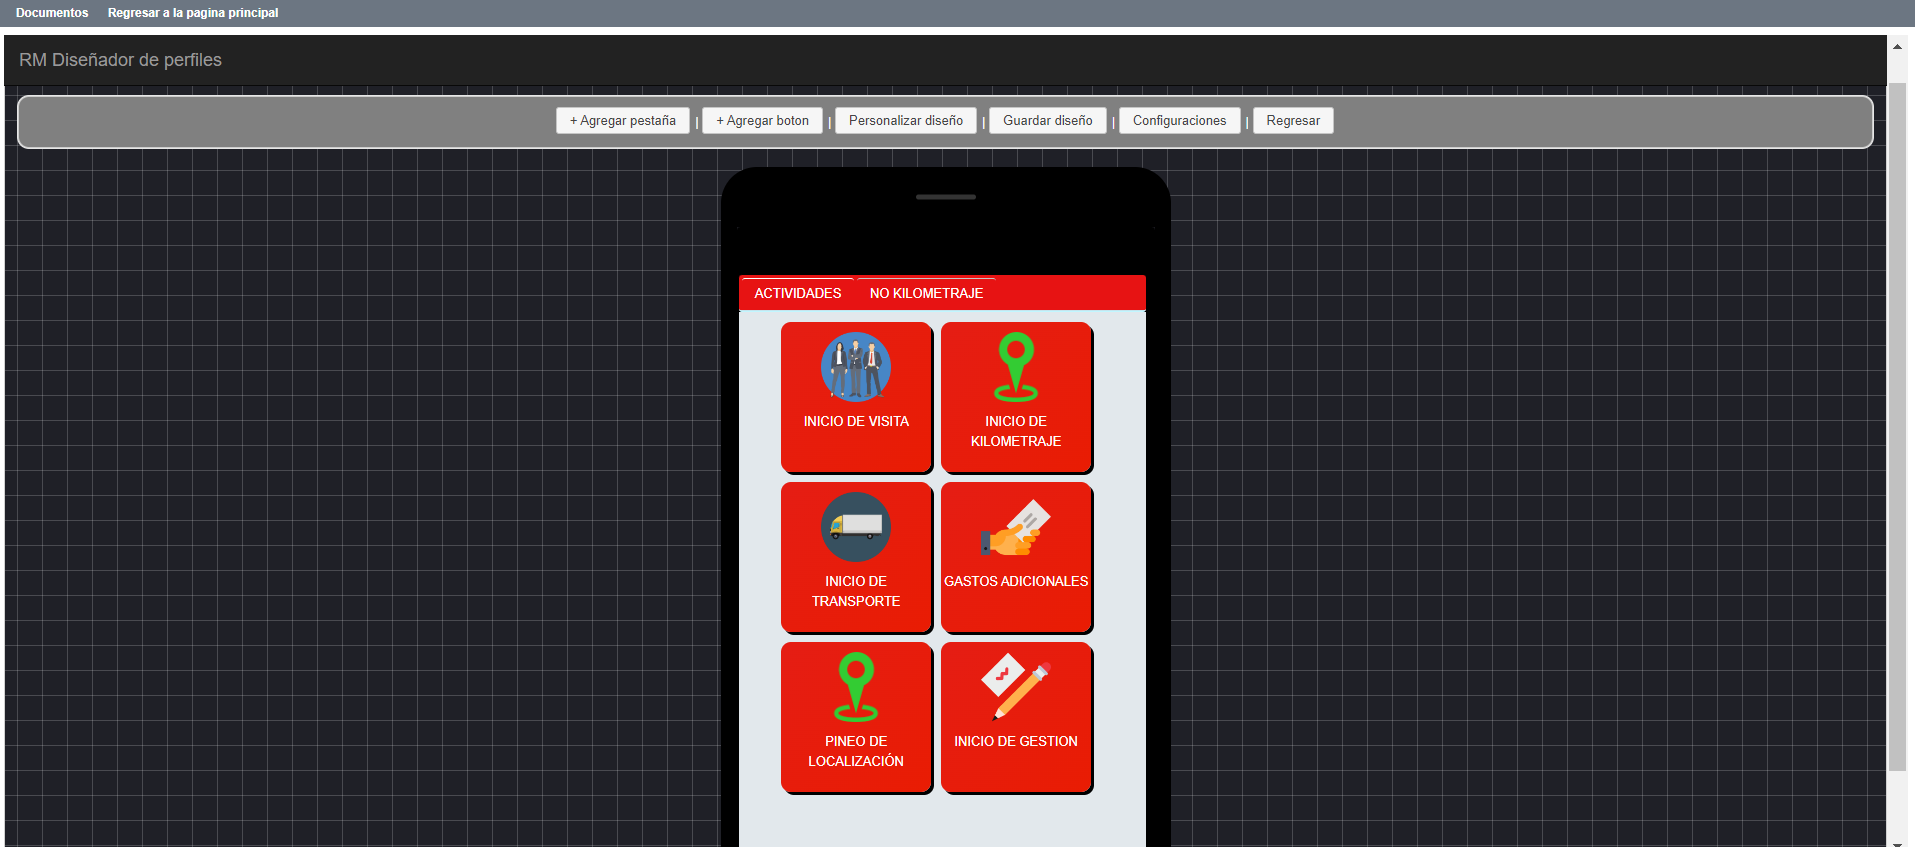 Documentos Regresar a la pagina principal
RM Diseñador de perfiles
+ Agregar pestaña | + Agregar boton | Personalizar diseño | Guardar diseño | Configuraciones | Regresar
ACTIVIDADES NO KILOMETRAJE
INICIO DE VISITA
INICIO DE
KILOMETRAJE
INICIO DE
TRANSPORTE
GASTOS ADICIONALES
PINEO DE
LOCALIZACIÓN
INICIO DE GESTION